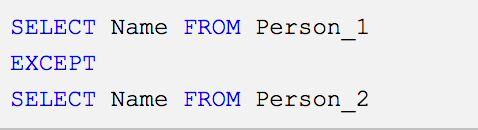 SELECT Name FROM Person_1
EXCEPT
SELECT Name FROM Person_2